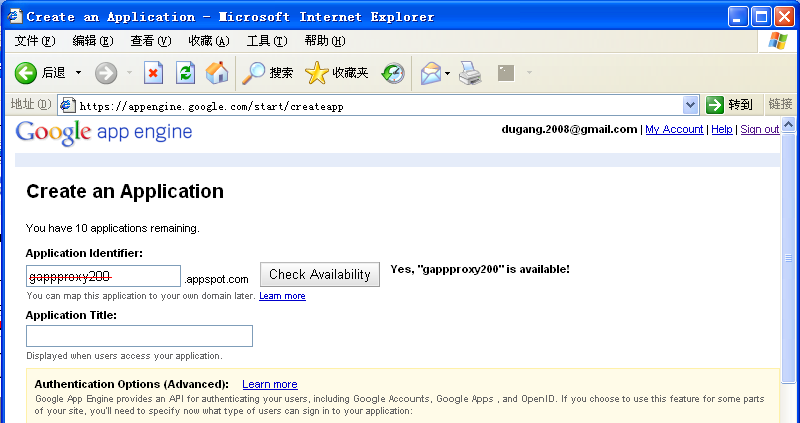 Create an Application - Microsoft Internet Explorer
文件(F) 编辑(E) 查看(V) 收藏(A) 工具(T) 帮助(H)
后退 搜索 收藏夹
地址(D) https://appengine.google.com/start/createapp 转到 链接
Google app engine
dugang.2008@gmail.com | My Account | Help | Sign out
Create an Application
You have 10 applications remaining.
Application Identifier:
gappproxy200 .appspot.com Check Availability Yes, "gappproxy200" is available!
You can map this application to your own domain later. Learn more
Application Title:
Displayed when users access your application.
Authentication Options (Advanced): Learn more
Google App Engine provides an API for authenticating your users, including Google Accounts, Google Apps , and OpenID. If you choose to use this feature for some parts
of your site, you'll need to specify now what type of users can sign in to your application: